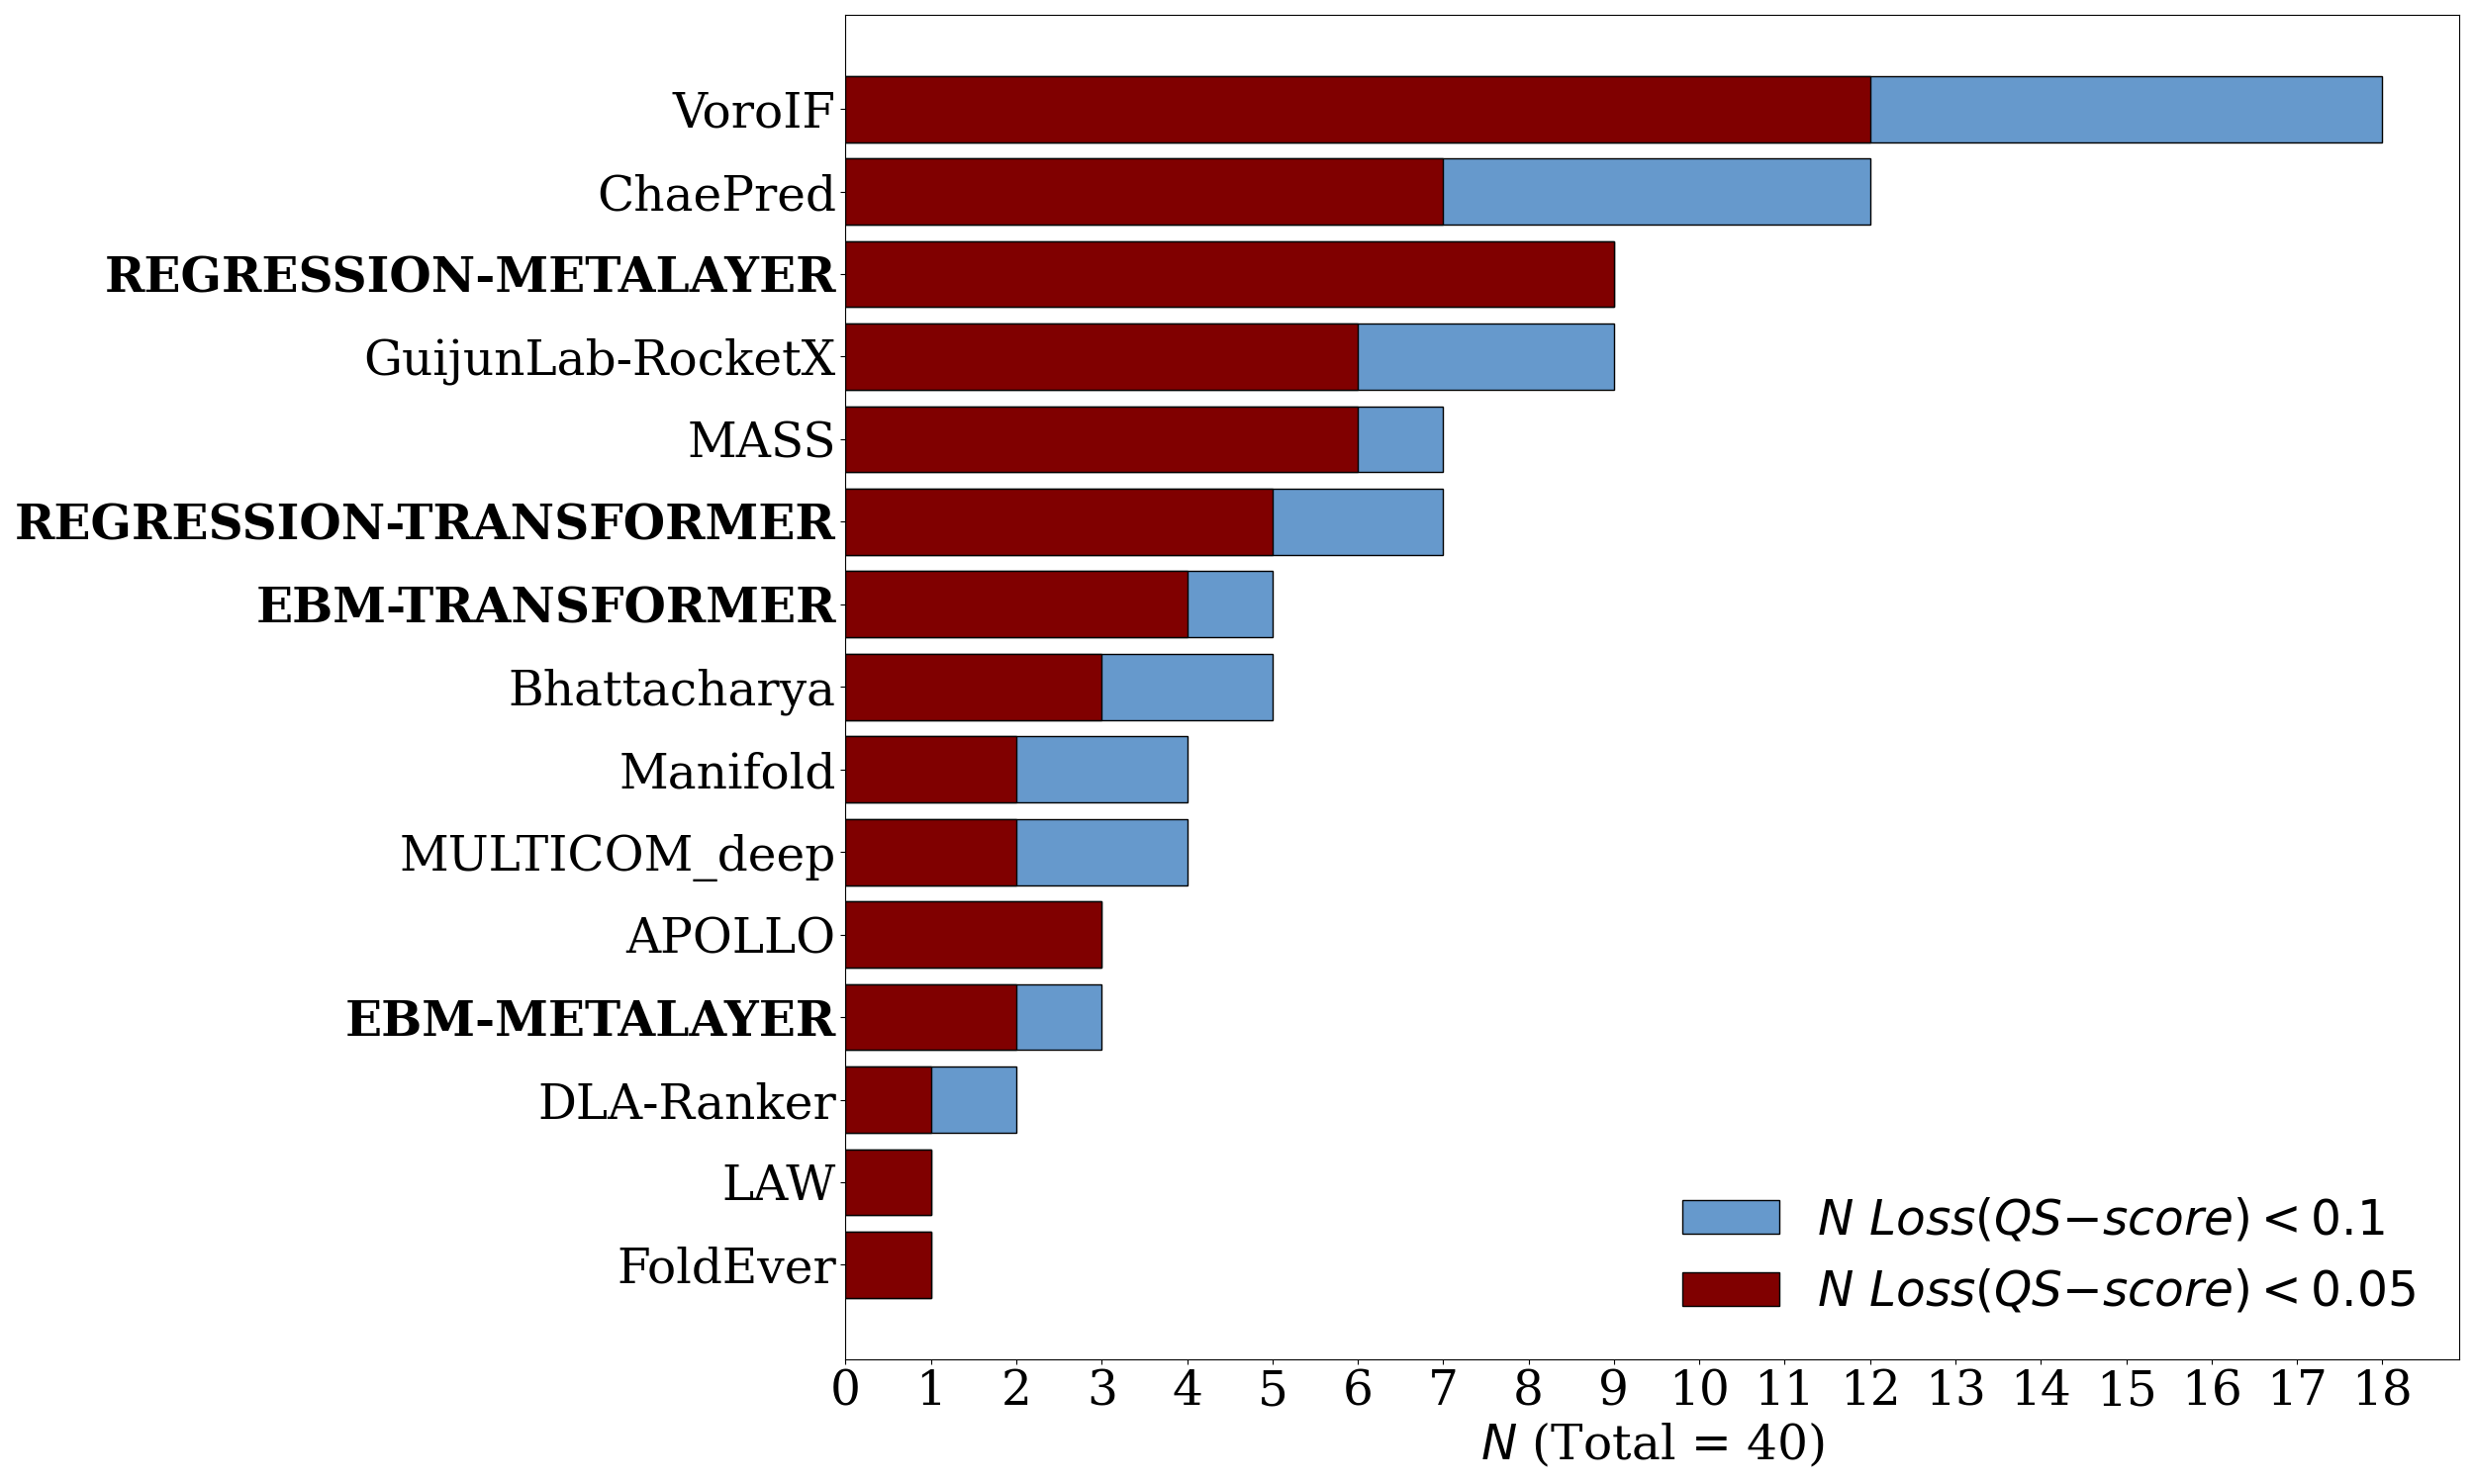 VoroIF
ChaePred
REGRESSION-METALAYER
GuijunLab-RocketX
MASS
REGRESSION-TRANSFORMER
EBM-TRANSFORMER
Bhattacharya
Manifold
MULTICOM_deep
APOLLO
EBM-METALAYER
DLA-Ranker
LAW
FoldEver
N Loss(QS−score) < 0.1
N Loss(QS−score) < 0.05
0 1 2 3 4 5 6 7 8 9 10 11 12 13 14 15 16 17 18
N (Total = 40)